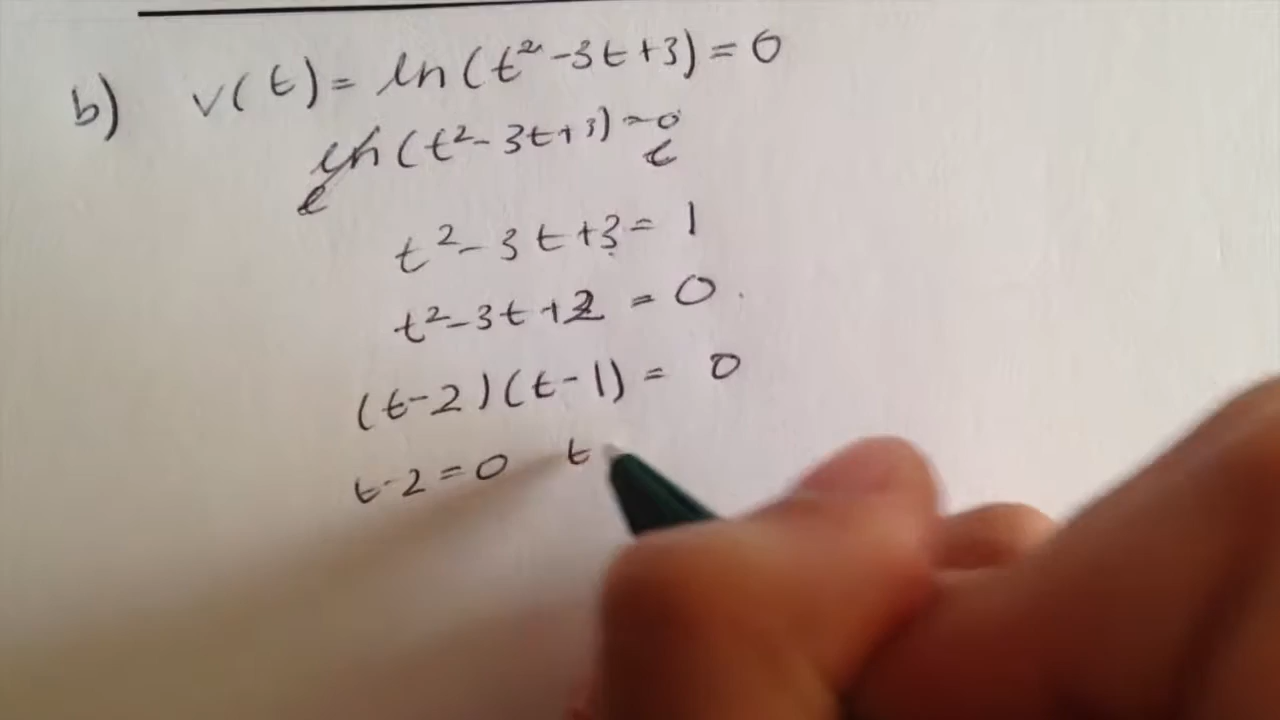 b) v(t) = ln(t² - 3t + 3) = 0
e ln(t² - 3t + 3) = 0 e
t² - 3t + 3 = 1
t² - 3t + 2 = 0
(t - 2)(t - 1) = 0
t - 2 = 0 t